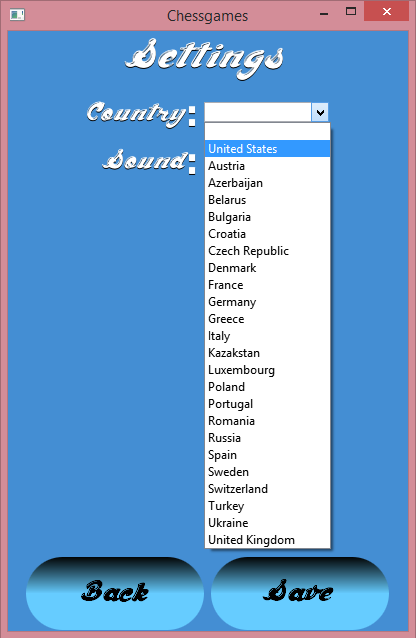 Chessgames
Settings
Country:
United States
Sound:
Austria
Azerbaijan
Belarus
Bulgaria
Croatia
Czech Republic
Denmark
France
Germany
Greece
Italy
Kazakstan
Luxembourg
Poland
Portugal
Romania
Russia
Spain
Sweden
Switzerland
Turkey
Ukraine
United Kingdom
Back
Save